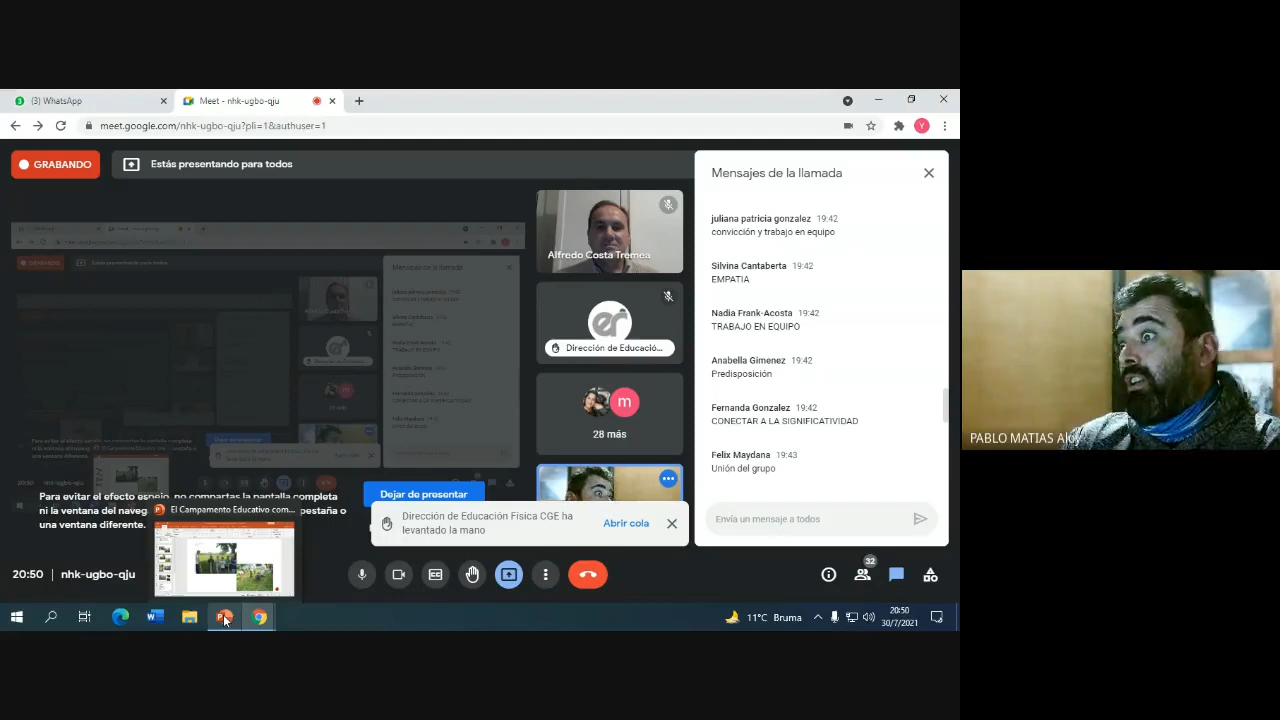 (3) WhatsApp
Meet - nhk-ugbo-qju
meet.google.com/nhk-ugbo-qju?pli=1&authuser=1
Y
GRABANDO
Estás presentando para todos
Alfredo Costa Tremea
er
Dirección de Educació...
m
28 más
Mensajes de la llamada
juliana patricia gonzalez 19:42
convicción y trabajo en equipo
Silvina Cantaberta 19:42
EMPATIA
Nadia Frank-Acosta 19:42
TRABAJO EN EQUIPO
Anabella Gimenez 19:42
Predisposición
Fernanda Gonzalez 19:42
CONECTAR A LA SIGNIFICATIVIDAD
Felix Maydana 19:43
Unión del grupo
Envía un mensaje a todos
PABLO MATIAS
Para evitar el efecto espejo, no compartas la pantalla completa
ni la ventana del
una ventana diferente.
El Campamento Educativo com...
Dejar de presentar
Dirección de Educación Física CGE ha
levantado la mano
Abrir cola
20:50 | nhk-ugbo-qju
32
11°C Bruma
20:50
30/7/2021